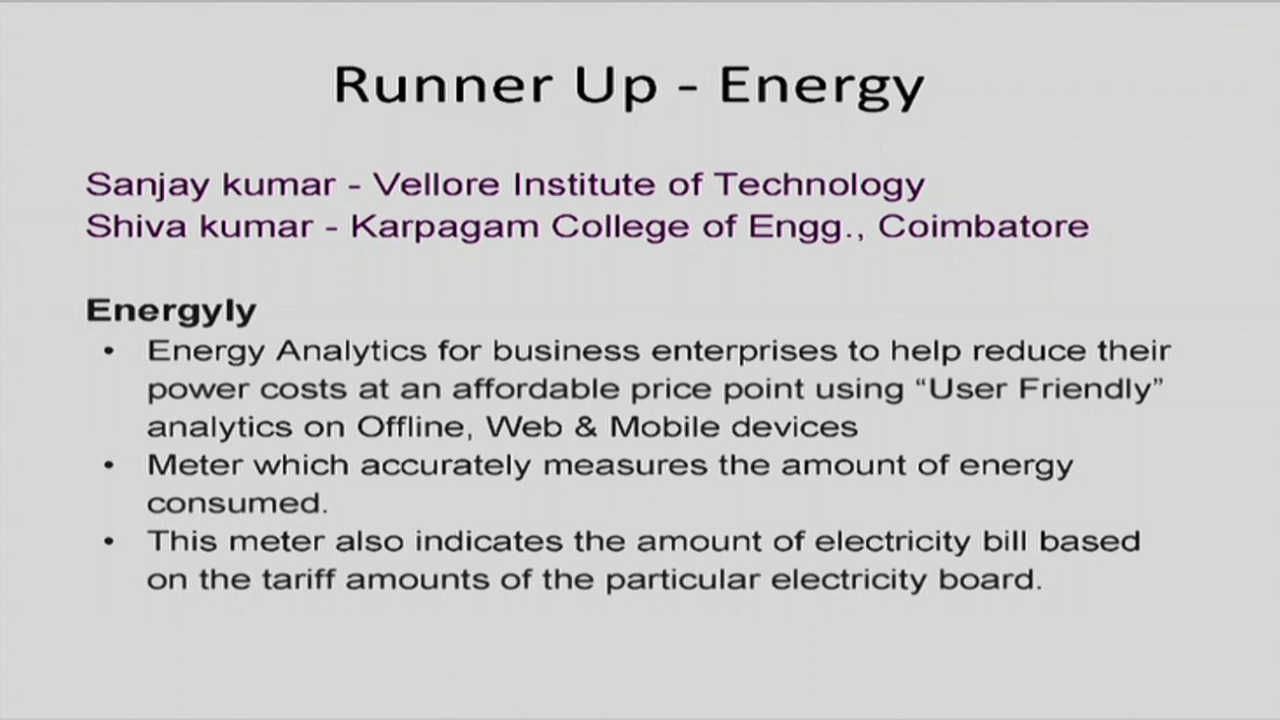 Runner Up - Energy
Sanjay kumar - Vellore Institute of Technology
Shiva kumar - Karpagam College of Engg., Coimbatore
Energyly
• Energy Analytics for business enterprises to help reduce their
power costs at an affordable price point using “User Friendly”
analytics on Offline, Web & Mobile devices
• Meter which accurately measures the amount of energy
consumed.
• This meter also indicates the amount of electricity bill based
on the tariff amounts of the particular electricity board.